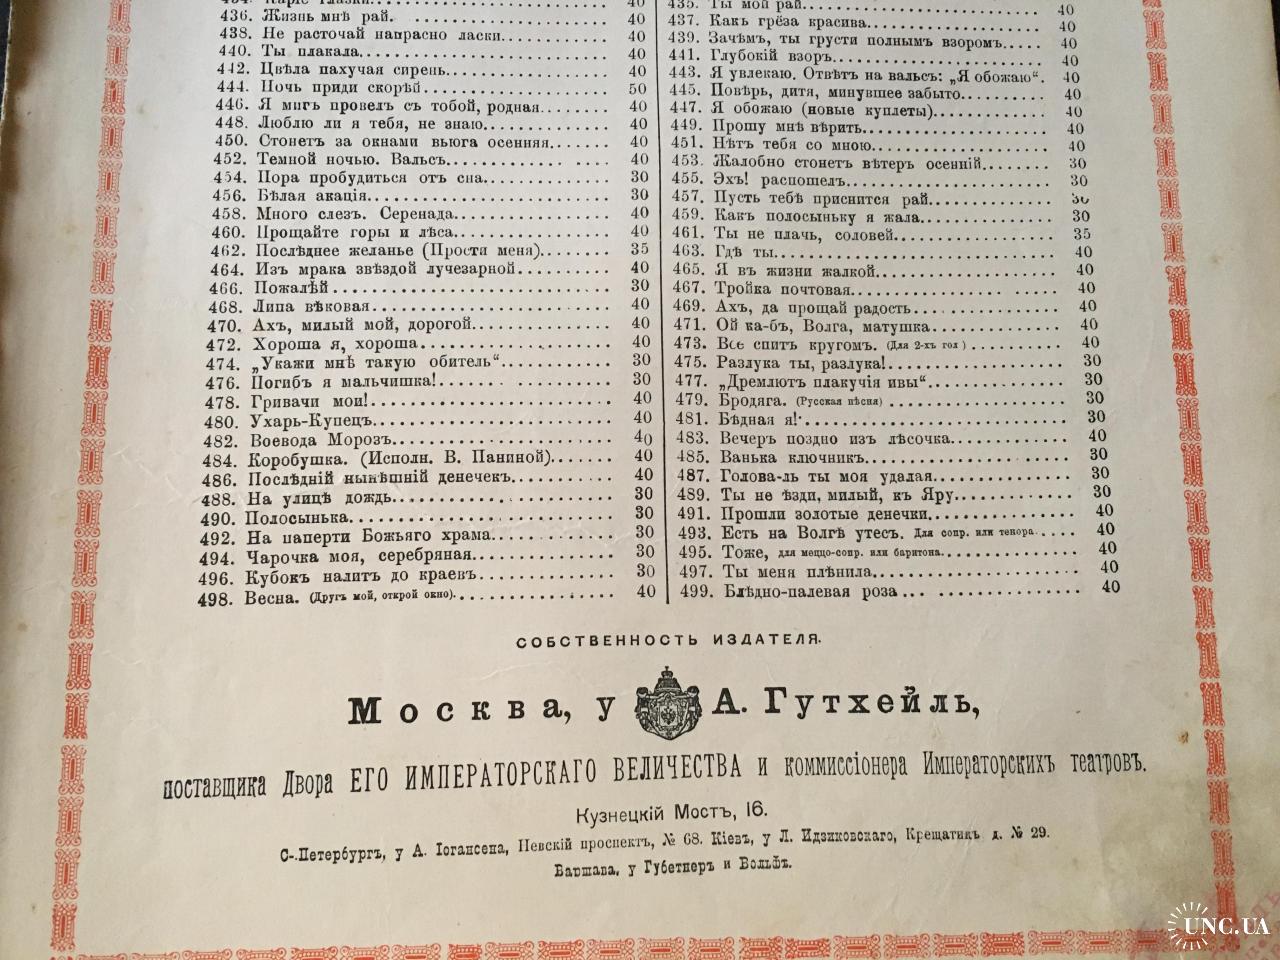 436. Жизнь мнѣ рай. 40
438. Не расточай напрасно ласки. 40
440. Ты плакала. 40
442. Цвѣла пахучая сирень. 40
444. Ночь приди скорѣй 50
446. Я мигъ провелъ съ тобой, родная. 40
448. Люблю ли я тебя, не знаю. 40
450. Стонетъ за окнами вьюга осенняя. 40
452. Темной ночью. Вальсъ. 40
454. Пора пробудиться отъ сна. 30
456. Бѣлая акація. 30
458. Много слезъ. Серенада. 40
460. Прощайте горы и лѣса. 40
462. Послѣднее желанье (Прости меня). 35
464. Изъ мрака звѣздой лучезарной. 40
466. Пожалѣй 30
468. Липа вѣковая. 40
470. Ахъ, милый мой, дорогой. 40
472. Хороша я, хороша. 40
474. „Укажи мнѣ такую обитель“ 30
476. Погибъ я мальчишка! 30
478. Гривачи мои! 40
480. Ухарь-Купецъ. 40
482. Воевода Морозъ. 40
484. Коробушка. (Исполн. В. Паниной). 40
486. Послѣдній нынѣшній денечекъ. 40
488. На улицѣ дождь. 30
490. Полосынька. 30
492. На паперти Божьяго храма. 30
494. Чарочка моя, серебряная. 30
496. Кубокъ налитъ до краевъ. 30
498. Весна. (Другъ мой, открой окно). 40
435. Ты мой рай. 40
437. Какъ грёза красива. 40
439. Зачѣмъ, ты грусти полнымъ взоромъ. 40
441. Глубокій взоръ. 40
443. Я увлекаю. Отвѣтъ на вальсъ: „Я обожаю“. 40
445. Повѣрь, дитя, минувшее забыто. 40
447. Я обожаю (новые куплеты). 40
449. Прошу мнѣ вѣрить. 40
451. Нѣтъ тебя со мною. 40
453. Жалобно стонетъ вѣтеръ осенній. 30
455. Эхъ! распошелъ. 30
457. Пусть тебѣ приснится рай. 30
459. Какъ полосыньку я жала. 30
461. Ты не плачь, соловей. 35
463. Гдѣ ты. 40
465. Я въ жизни жалкой. 40
467. Тройка почтовая. 40
469. Ахъ, да прощай радость. 40
471. Ой ка-бъ, Волга, матушка. 40
473. Все спитъ кругомъ. (Для 2-хъ гол) 40
475. Разлука ты, разлука! 30
477. „Дремлютъ плакучія ивы“ 30
479. Бродяга. (Русская пѣсня) 30
481. Бѣдная я! 30
483. Вечеръ поздно изъ лѣсочка. 40
485. Ванька ключникъ. 30
487. Голова-ль ты моя удалая. 30
489. Ты не ѣзди, милый, къ Яру. 30
491. Прошли золотые денечки. 40
493. Есть на Волгѣ утесъ. Для сопр. или тенора. 40
495. Тоже, для меццо-сопр. или баритона. 40
497. Ты меня плѣнила. 40
499. Блѣдно-палевая роза 40
СОБСТВЕННОСТЬ ИЗДАТЕЛЯ.
Москва, у А. Гутхейль,
поставщика Двора ЕГО ИМПЕРАТОРСКАГО ВЕЛИЧЕСТВА и коммиссіонера Императорскихъ театровъ.
Кузнецкій Мостъ, 16.
С-.Петербургъ, у А. Іогансена, Невскій проспектъ, № 68. Кіевъ, у Л. Идзиковскаго, Крещатикъ д. № 29.
Варшава, у Губетнер и Вольфъ.
UNC.UA